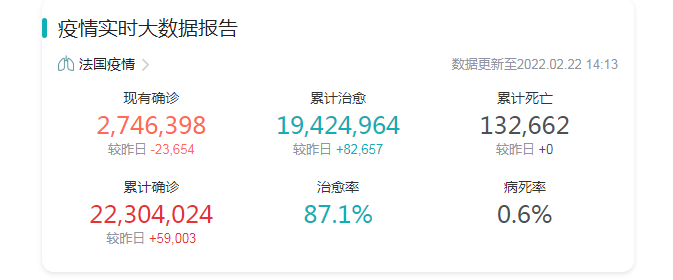 疫情实时大数据报告
法国疫情 数据更新至2022.02.22 14:13
现有确诊 累计治愈 累计死亡
2,746,398 19,424,964 132,662
较昨日 -23,654 较昨日 +82,657 较昨日 +0
累计确诊 治愈率 病死率
22,304,024 87.1% 0.6%
较昨日 +59,003